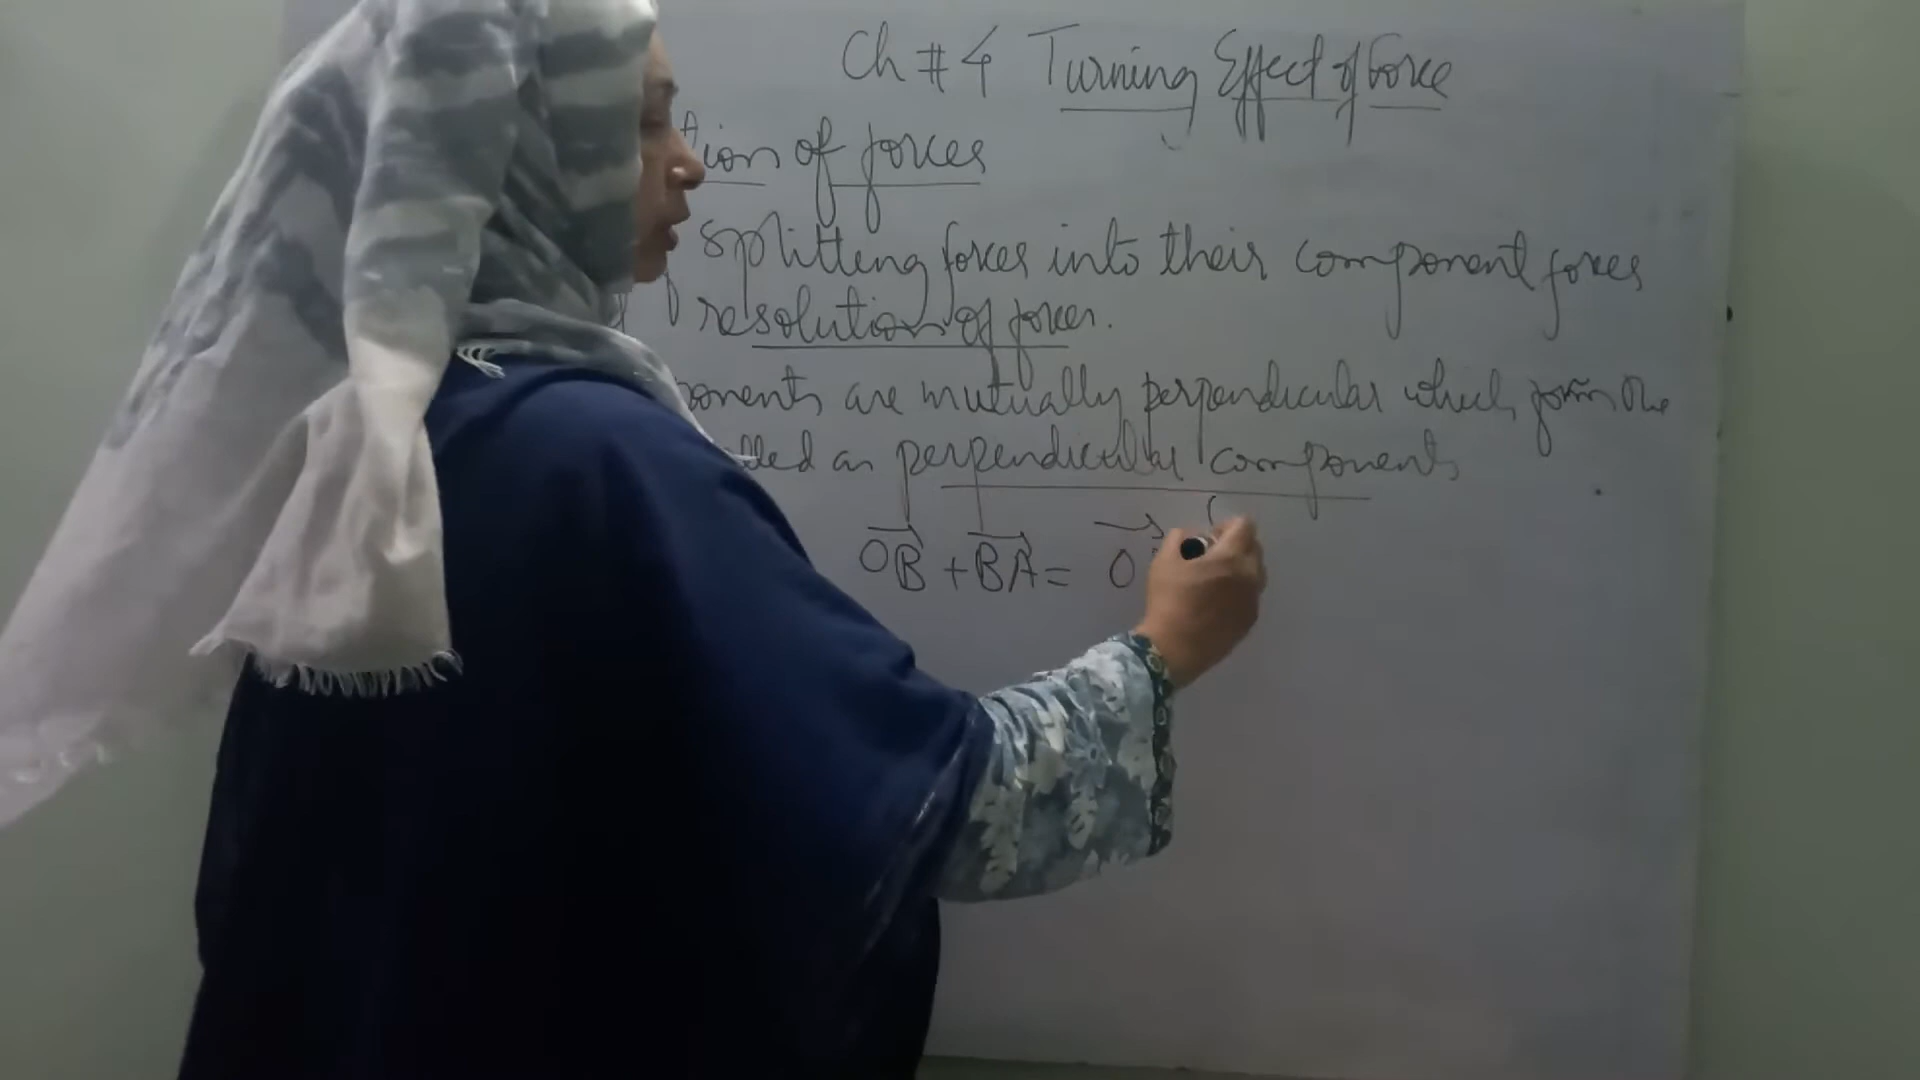 Ch # 4 Turning Effect of Force
tion of forces
splitting forces into their component forces
resolution of forces.
ponents are mutually perpendicular which form the
lled as perpendicular components
OB + BA = O